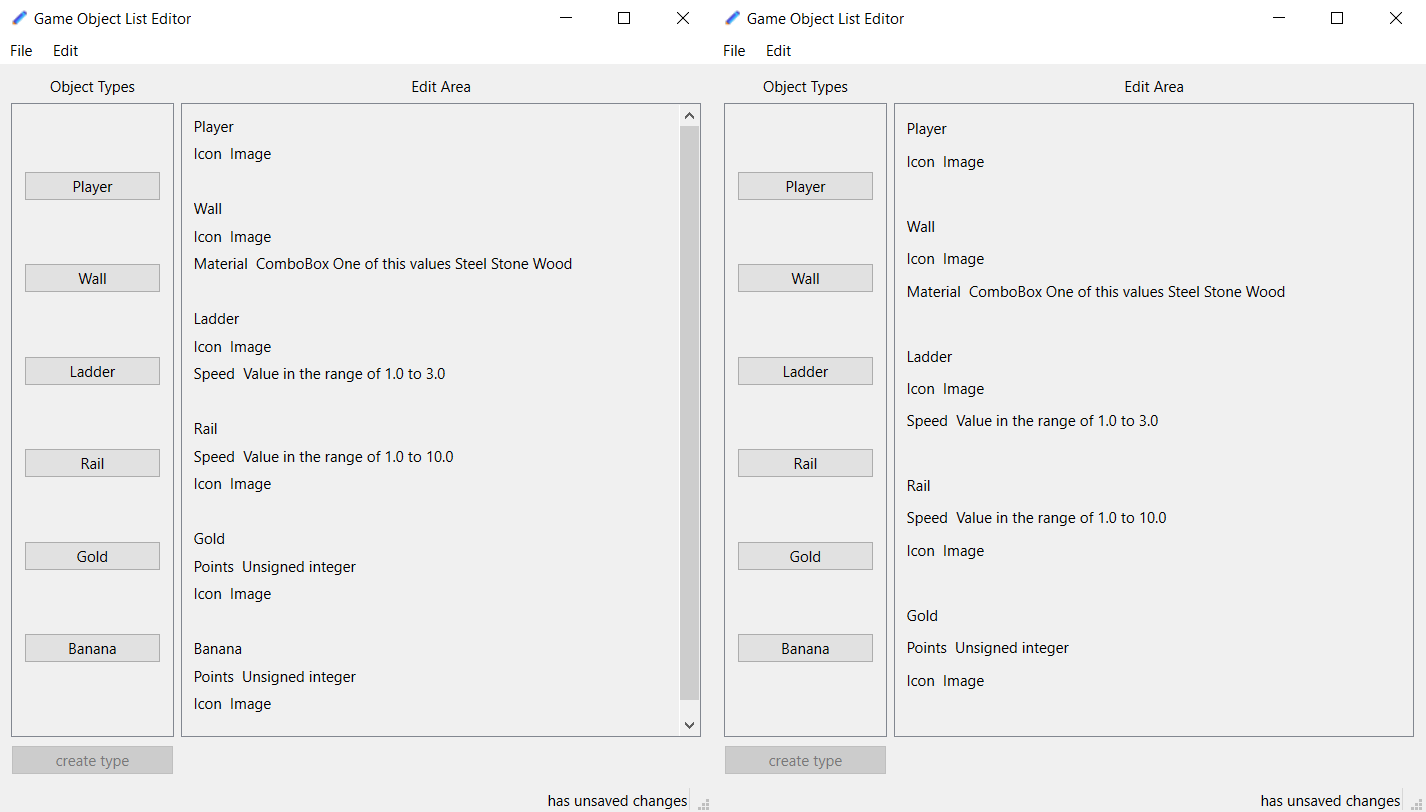 Game Object List Editor
File Edit
Object Types
Player
Wall
Ladder
Rail
Gold
Banana
create type
Edit Area
Player
Icon Image
Wall
Icon Image
Material ComboBox One of this values Steel Stone Wood
Ladder
Icon Image
Speed Value in the range of 1.0 to 3.0
Rail
Speed Value in the range of 1.0 to 10.0
Icon Image
Gold
Points Unsigned integer
Icon Image
Banana
Points Unsigned integer
Icon Image
has unsaved changes
Game Object List Editor
File Edit
Object Types
Player
Wall
Ladder
Rail
Gold
Banana
create type
Edit Area
Player
Icon Image
Wall
Icon Image
Material ComboBox One of this values Steel Stone Wood
Ladder
Icon Image
Speed Value in the range of 1.0 to 3.0
Rail
Speed Value in the range of 1.0 to 10.0
Icon Image
Gold
Points Unsigned integer
Icon Image
has unsaved changes